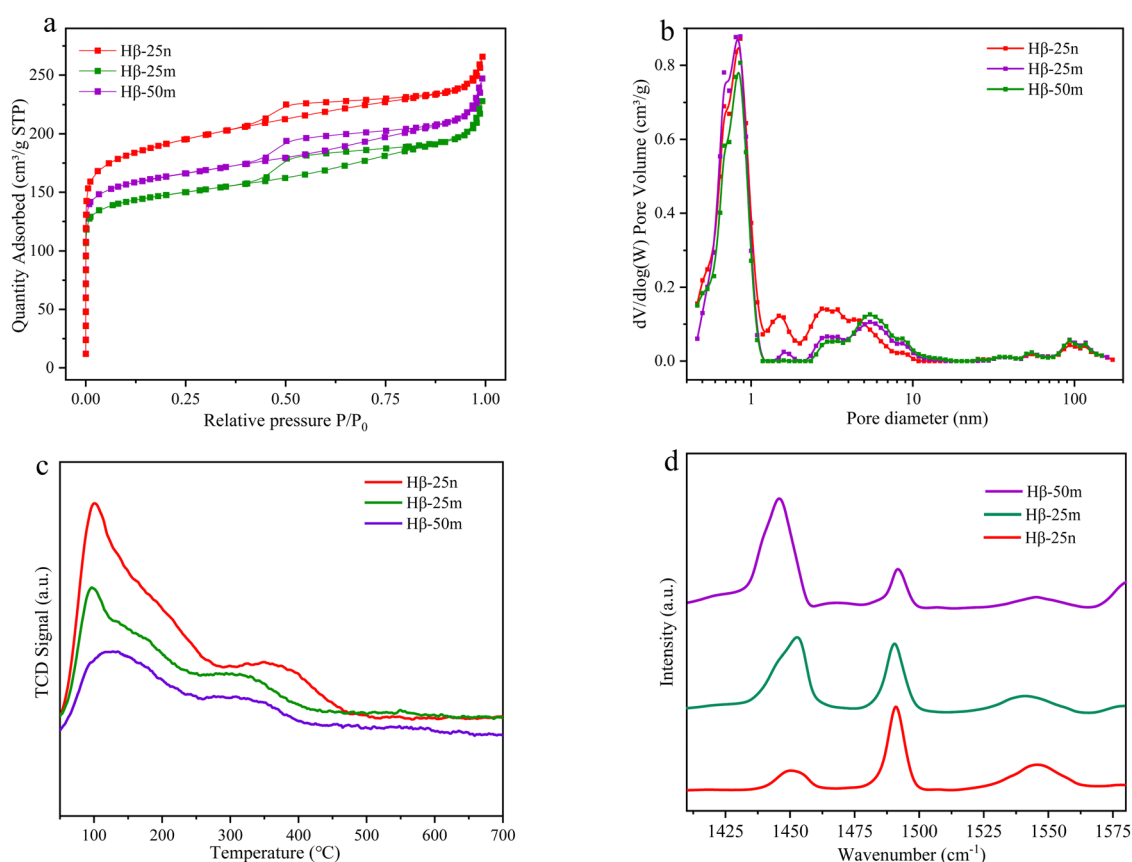 a
Hβ-25n
Hβ-25m
Hβ-50m
250
225
200
150
100
50
0
0.00 0.25 0.50 0.75 1.00
Quantity Adsorbed (cm³/g STP)
Relative pressure P/P₀
b
Hβ-25n
Hβ-25m
Hβ-50m
0.8
0.6
0.4
0.2
0.0
1 10 100
dV/dlog(W) Pore Volume (cm³/g)
Pore diameter (nm)
c
Hβ-25n
Hβ-25m
Hβ-50m
100 200 300 400 500 600 700
TCD Signal (a.u.)
Temperature (℃)
d
Hβ-50m
Hβ-25m
Hβ-25n
1425 1450 1475 1500 1525 1550 1575
Intensity (a.u.)
Wavenumber (cm⁻¹)